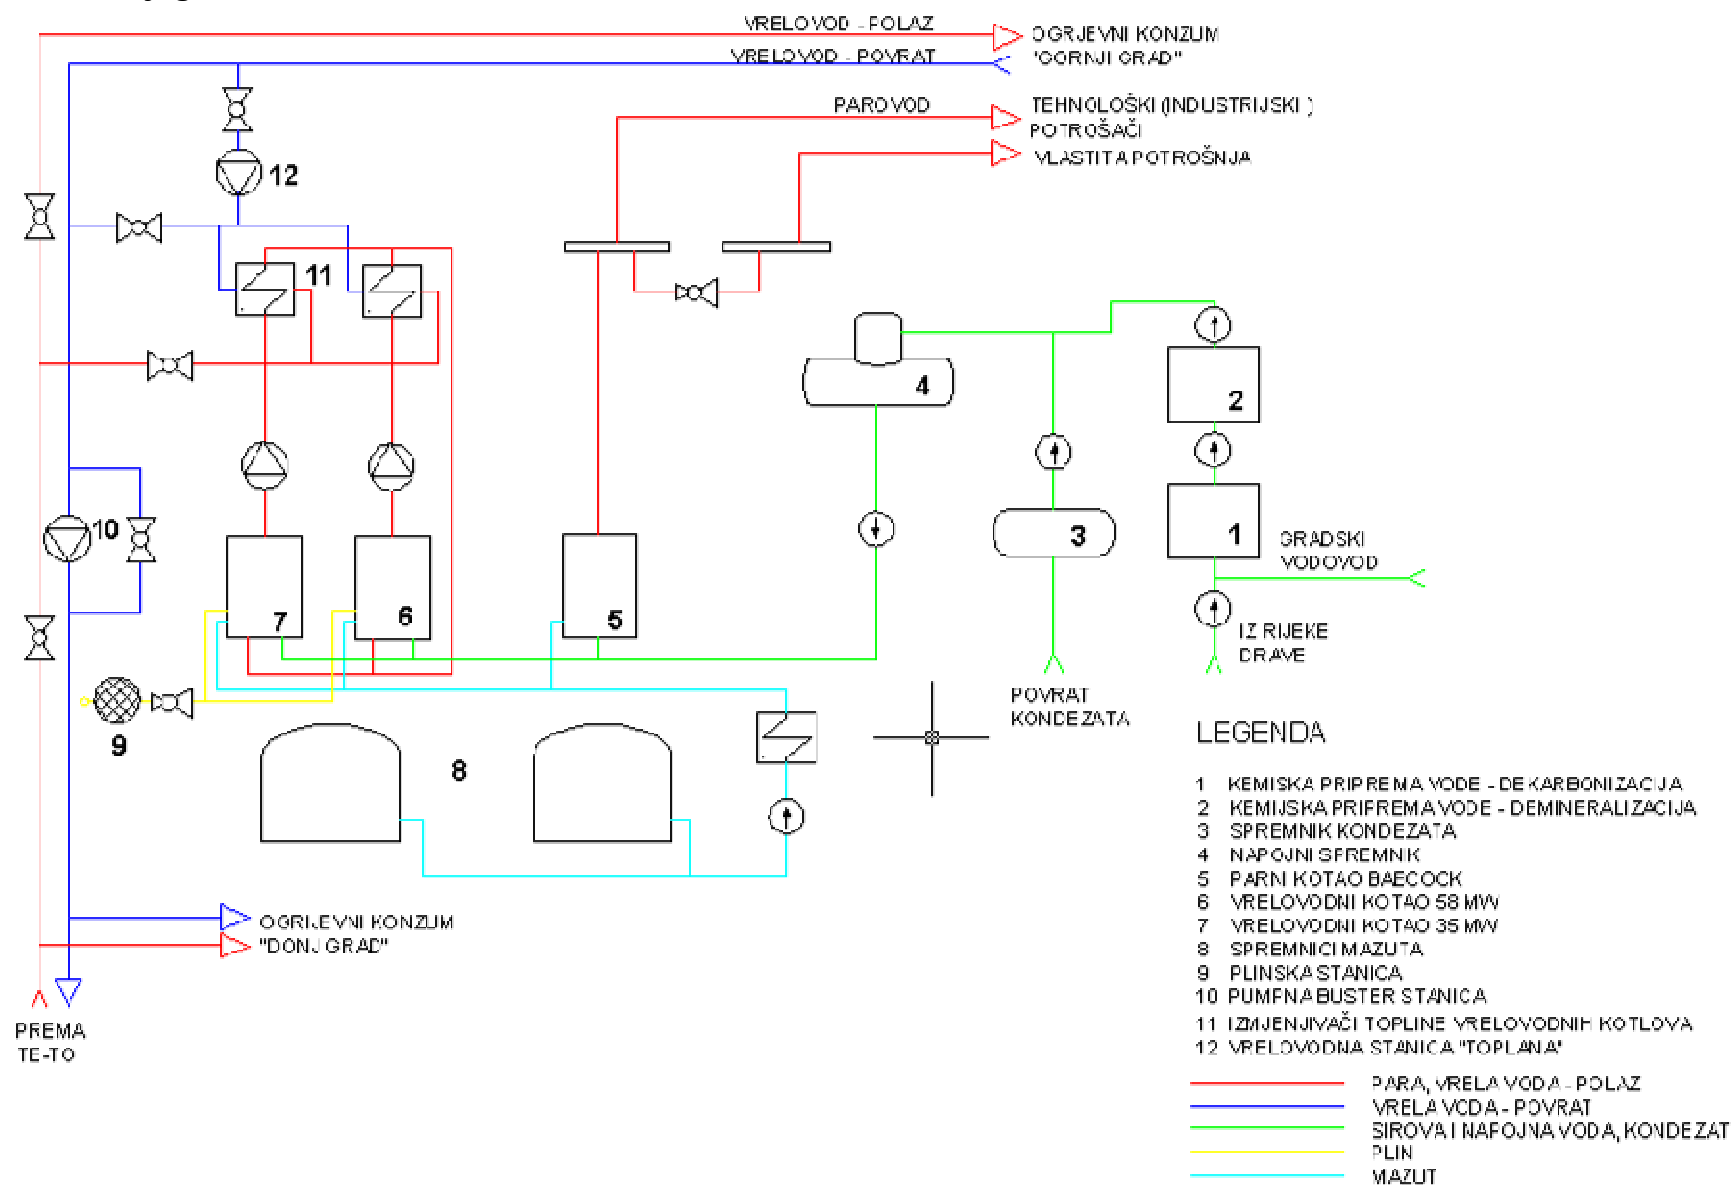 VRELOVOD - POLAZ
OGRJEVNI KONZUM
"GORNJI GRAD"
VRELOVOD - POVRAT
PAROVOD
TEHNOLOŠKI (INDUSTRIJSKI )
POTROŠAČI
VLASTITA POTROŠNJA
12
11
4
2
10
3
1
GRADSKI
VODOVOD
7
6
5
IZ RIJEKE
DRAVE
POVRAT
KONDEZATA
9
8
OGRIJEVNI KONZUM
"DONJ GRAD"
PREMA
TE-TO
LEGENDA
1 KEMISKA PRIPREMA VODE - DEKARBONIZACIJA
2 KEMIJSKA PRIPREMA VODE - DEMINERALIZACIJA
3 SPREMNIK KONDEZATA
4 NAPOJNI SPREMNIK
5 PARNI KOTAO BAECOCK
6 VRELOVODNI KOTAO 58 MW
7 VRELOVODNI KOTAO 35 MW
8 SPREMNICI MAZUTA
9 PLINSKA STANICA
10 PUMPNA BUSTER STANICA
11 IZMJENJIVAČI TOPLINE VRELOVODNIH KOTLOVA
12 VRELOVODNA STANICA "TOPLANA"
PARA, VRELA VODA - POLAZ
VRELA VODA - POVRAT
SIROVA I NAPOJNA VODA, KONDEZAT
PLIN
MAZUT